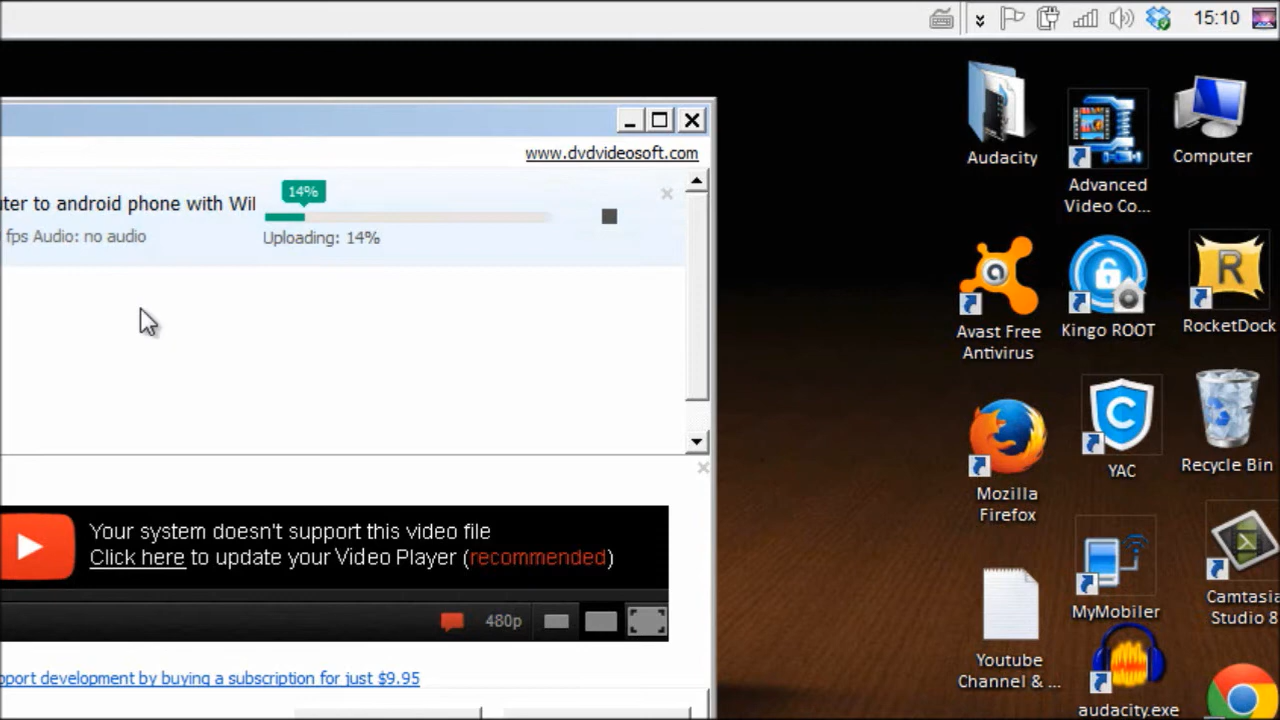 15:10
www.dvdvideosoft.com
14%
uter to android phone with Wil
fps Audio: no audio
Uploading: 14%
Your system doesn't support this video file
Click here to update your Video Player (recommended)
480p
pport development by buying a subscription for just $9.95
Audacity
Advanced
Video Co...
Computer
Avast Free
Antivirus
Kingo ROOT
RocketDock
Mozilla
Firefox
YAC
Recycle Bin
Youtube
Channel & ...
MyMobiler
Camtasia
Studio 8
audacity.exe